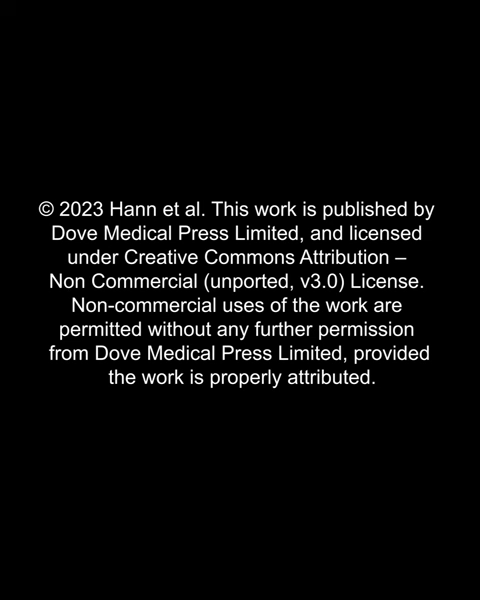 © 2023 Hann et al. This work is published by
Dove Medical Press Limited, and licensed
under Creative Commons Attribution –
Non Commercial (unported, v3.0) License.
Non-commercial uses of the work are
permitted without any further permission
from Dove Medical Press Limited, provided
the work is properly attributed.